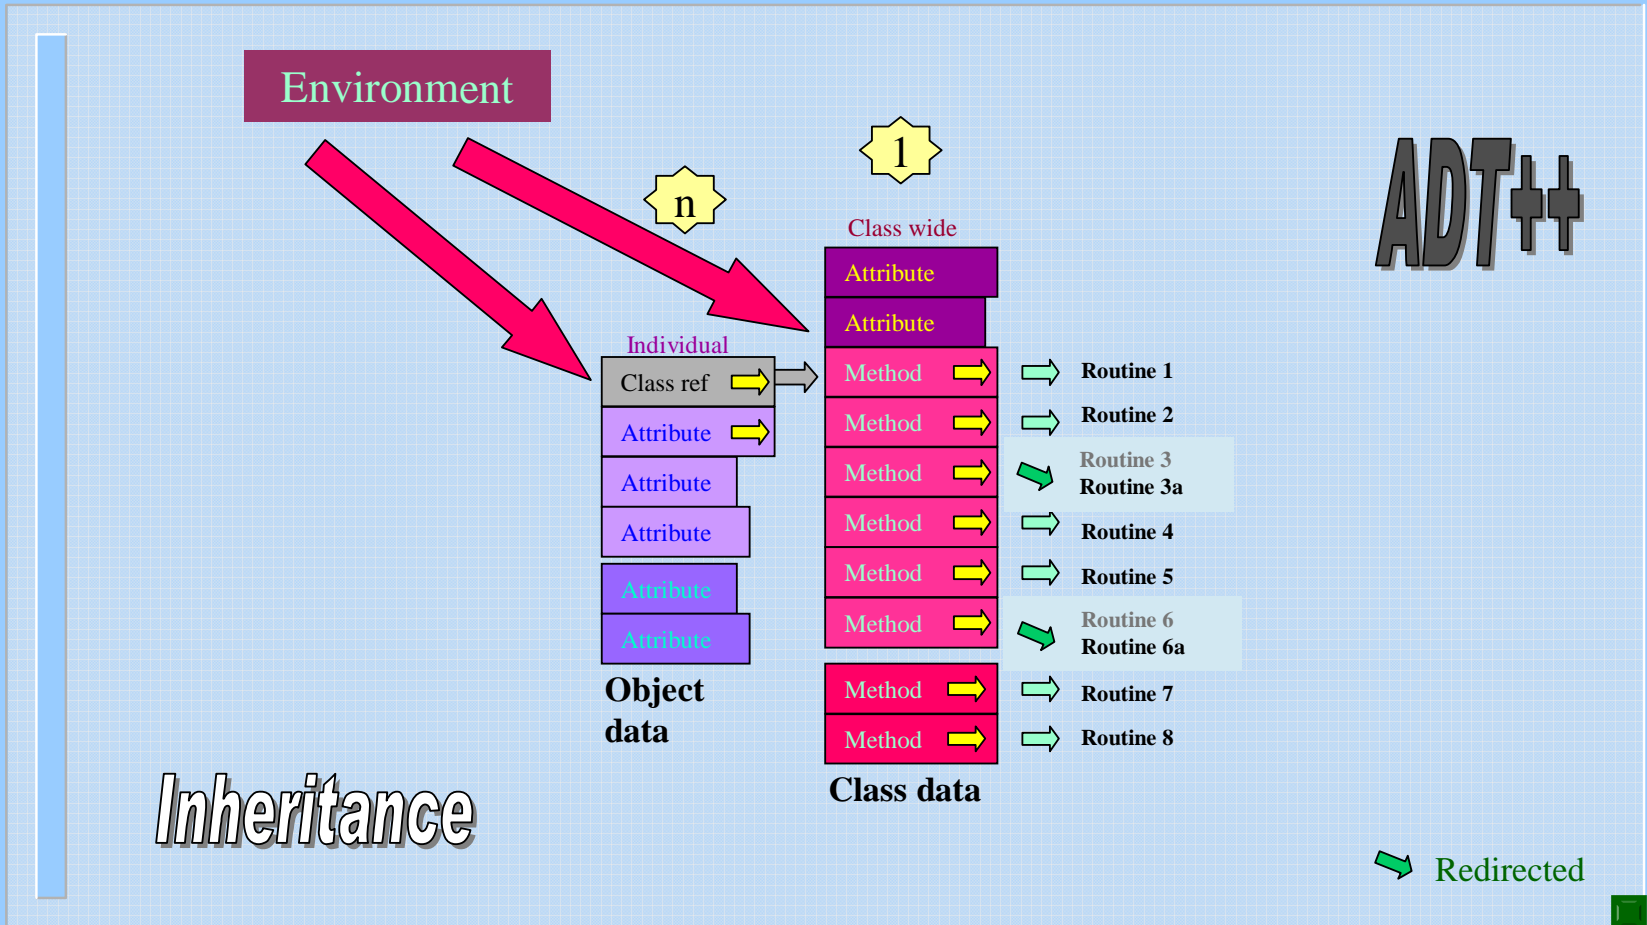 Environment
1
ADT++
n
Class wide
Attribute
Attribute
Individual
Class ref
Attribute
Attribute
Attribute
Attribute
Attribute
Object
data
Method
Method
Method
Method
Method
Method
Method
Method
Class data
Routine 1
Routine 2
Routine 3
Routine 3a
Routine 4
Routine 5
Routine 6
Routine 6a
Routine 7
Routine 8
Inheritance
Redirected